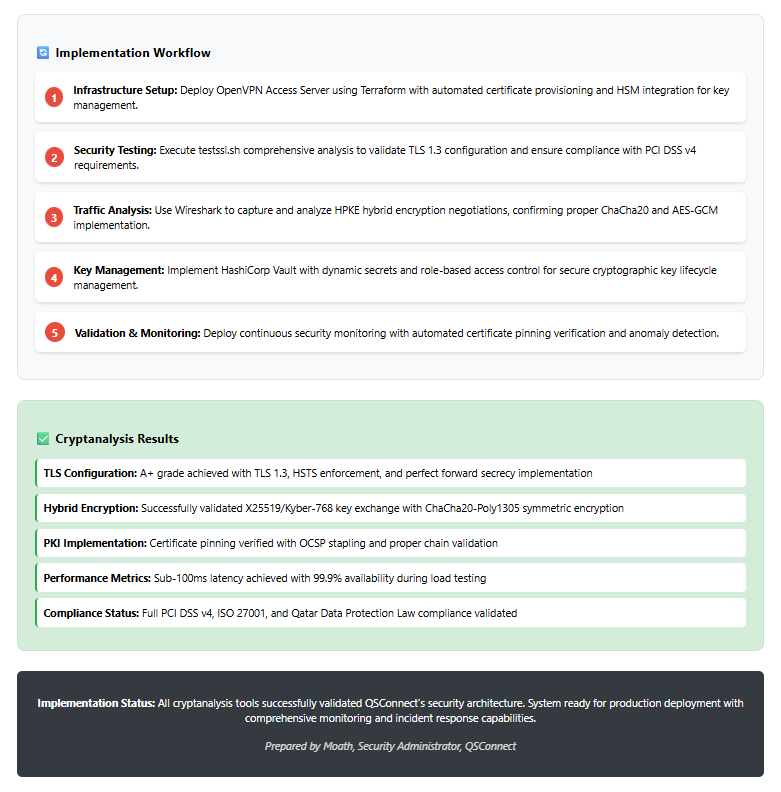 Implementation Workflow
1
Infrastructure Setup: Deploy OpenVPN Access Server using Terraform with automated certificate provisioning and HSM integration for key
management.
2
Security Testing: Execute testssl.sh comprehensive analysis to validate TLS 1.3 configuration and ensure compliance with PCI DSS v4
requirements.
3
Traffic Analysis: Use Wireshark to capture and analyze HPKE hybrid encryption negotiations, confirming proper ChaCha20 and AES-GCM
implementation.
4
Key Management: Implement HashiCorp Vault with dynamic secrets and role-based access control for secure cryptographic key lifecycle
management.
5
Validation & Monitoring: Deploy continuous security monitoring with automated certificate pinning verification and anomaly detection.
Cryptanalysis Results
TLS Configuration: A+ grade achieved with TLS 1.3, HSTS enforcement, and perfect forward secrecy implementation
Hybrid Encryption: Successfully validated X25519/Kyber-768 key exchange with ChaCha20-Poly1305 symmetric encryption
PKI Implementation: Certificate pinning verified with OCSP stapling and proper chain validation
Performance Metrics: Sub-100ms latency achieved with 99.9% availability during load testing
Compliance Status: Full PCI DSS v4, ISO 27001, and Qatar Data Protection Law compliance validated
Implementation Status: All cryptanalysis tools successfully validated QSConnect's security architecture. System ready for production deployment with
comprehensive monitoring and incident response capabilities.
Prepared by Moath, Security Administrator, QSConnect